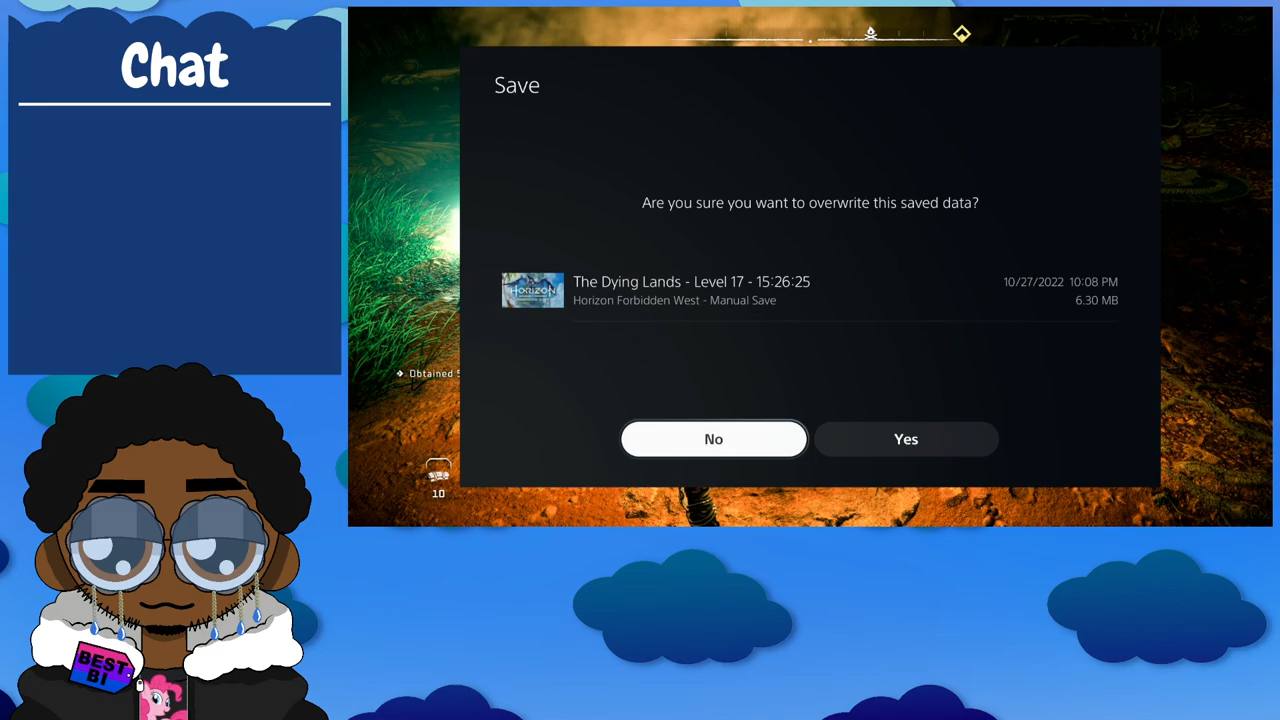 Chat
Save
Are you sure you want to overwrite this saved data?
HORIZON
The Dying Lands - Level 17 - 15:26:25
10/27/2022 10:08 PM
Horizon Forbidden West - Manual Save
6.30 MB
Obtained
No
Yes
10
BEST.
BI